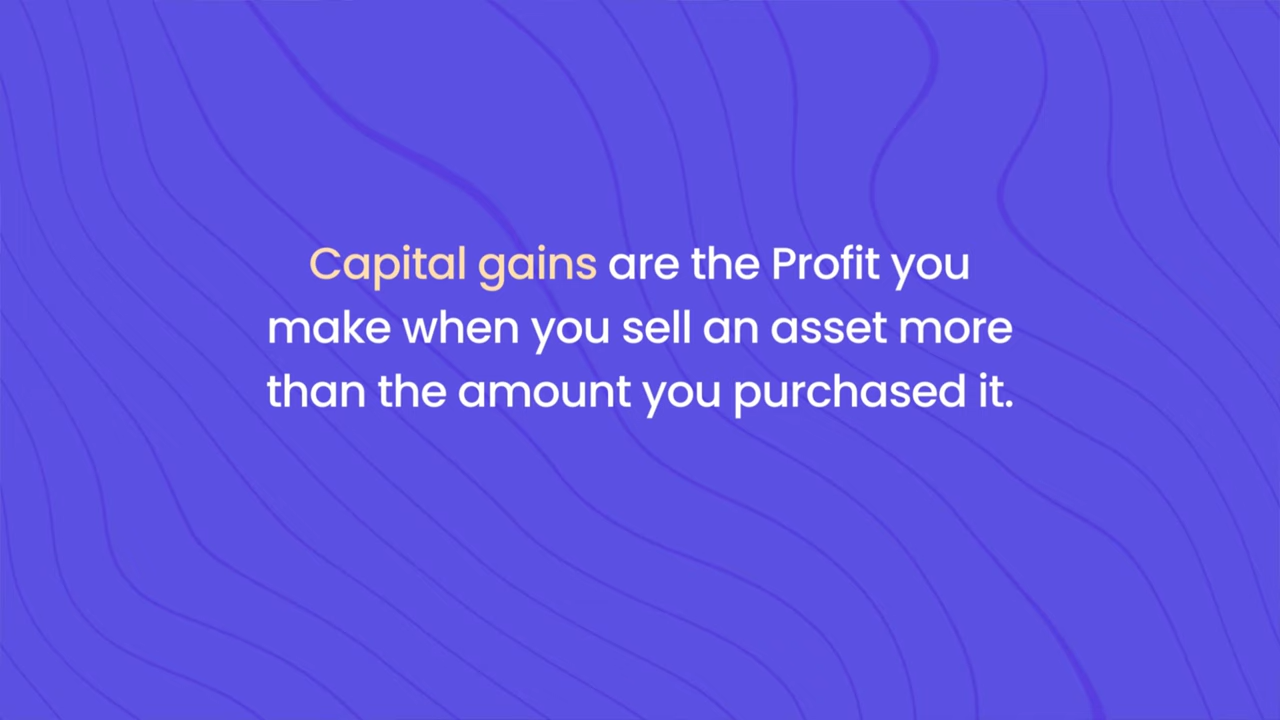 Capital gains are the Profit you
make when you sell an asset more
than the amount you purchased it.